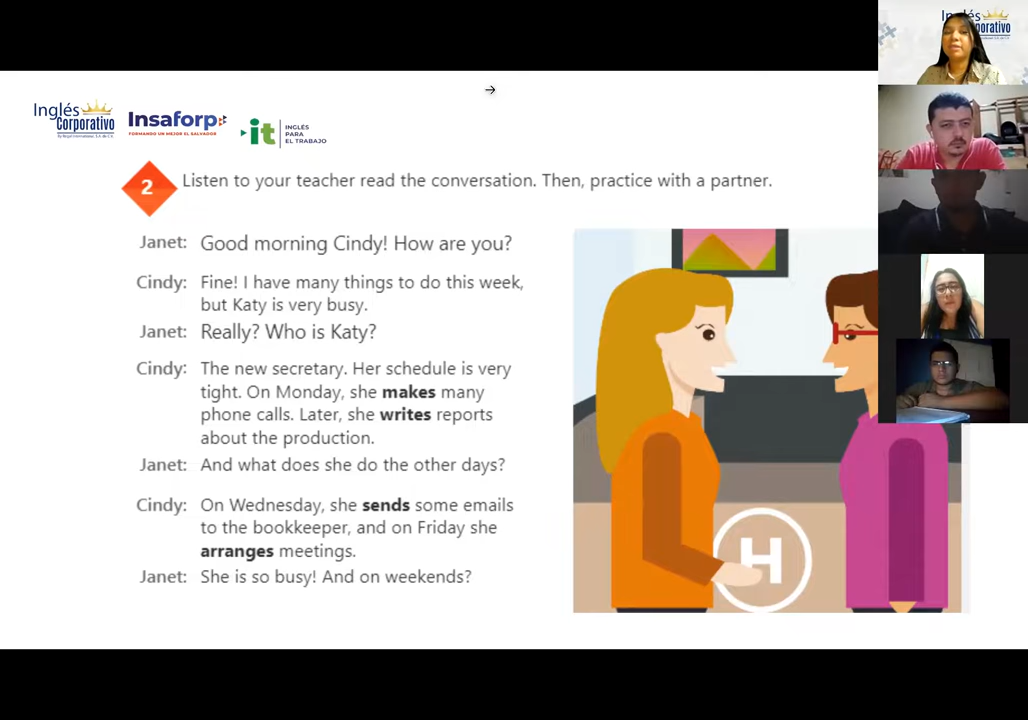 Inglés
Corporativo
Insaforp
FORMANDO UN MEJOR EL SALVADOR
it
INGLÉS
PARA
EL TRABAJO
2
Listen to your teacher read the conversation. Then, practice with a partner.
Janet: Good morning Cindy! How are you?
Cindy: Fine! I have many things to do this week,
but Katy is very busy.
Janet: Really? Who is Katy?
Cindy: The new secretary. Her schedule is very
tight. On Monday, she makes many
phone calls. Later, she writes reports
about the production.
Janet: And what does she do the other days?
Cindy: On Wednesday, she sends some emails
to the bookkeeper, and on Friday she
arranges meetings.
Janet: She is so busy! And on weekends?
H